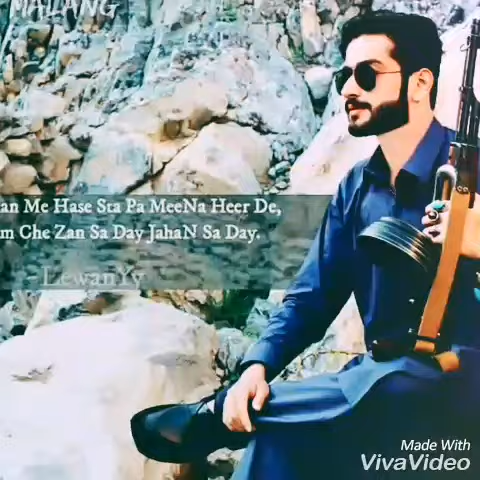 MALANG
an Me Hase Sta Pa MeeNa Heer De,
m Che Zan Sa Day JahaN Sa Day.
~LewanYy
Made With
VivaVideo